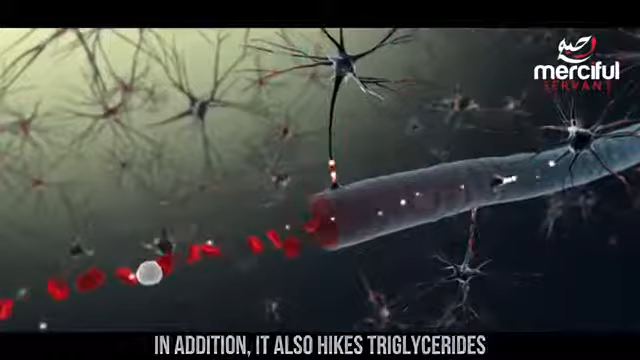 merciful
SERVANT
IN ADDITION, IT ALSO HIKES TRIGLYCERIDES